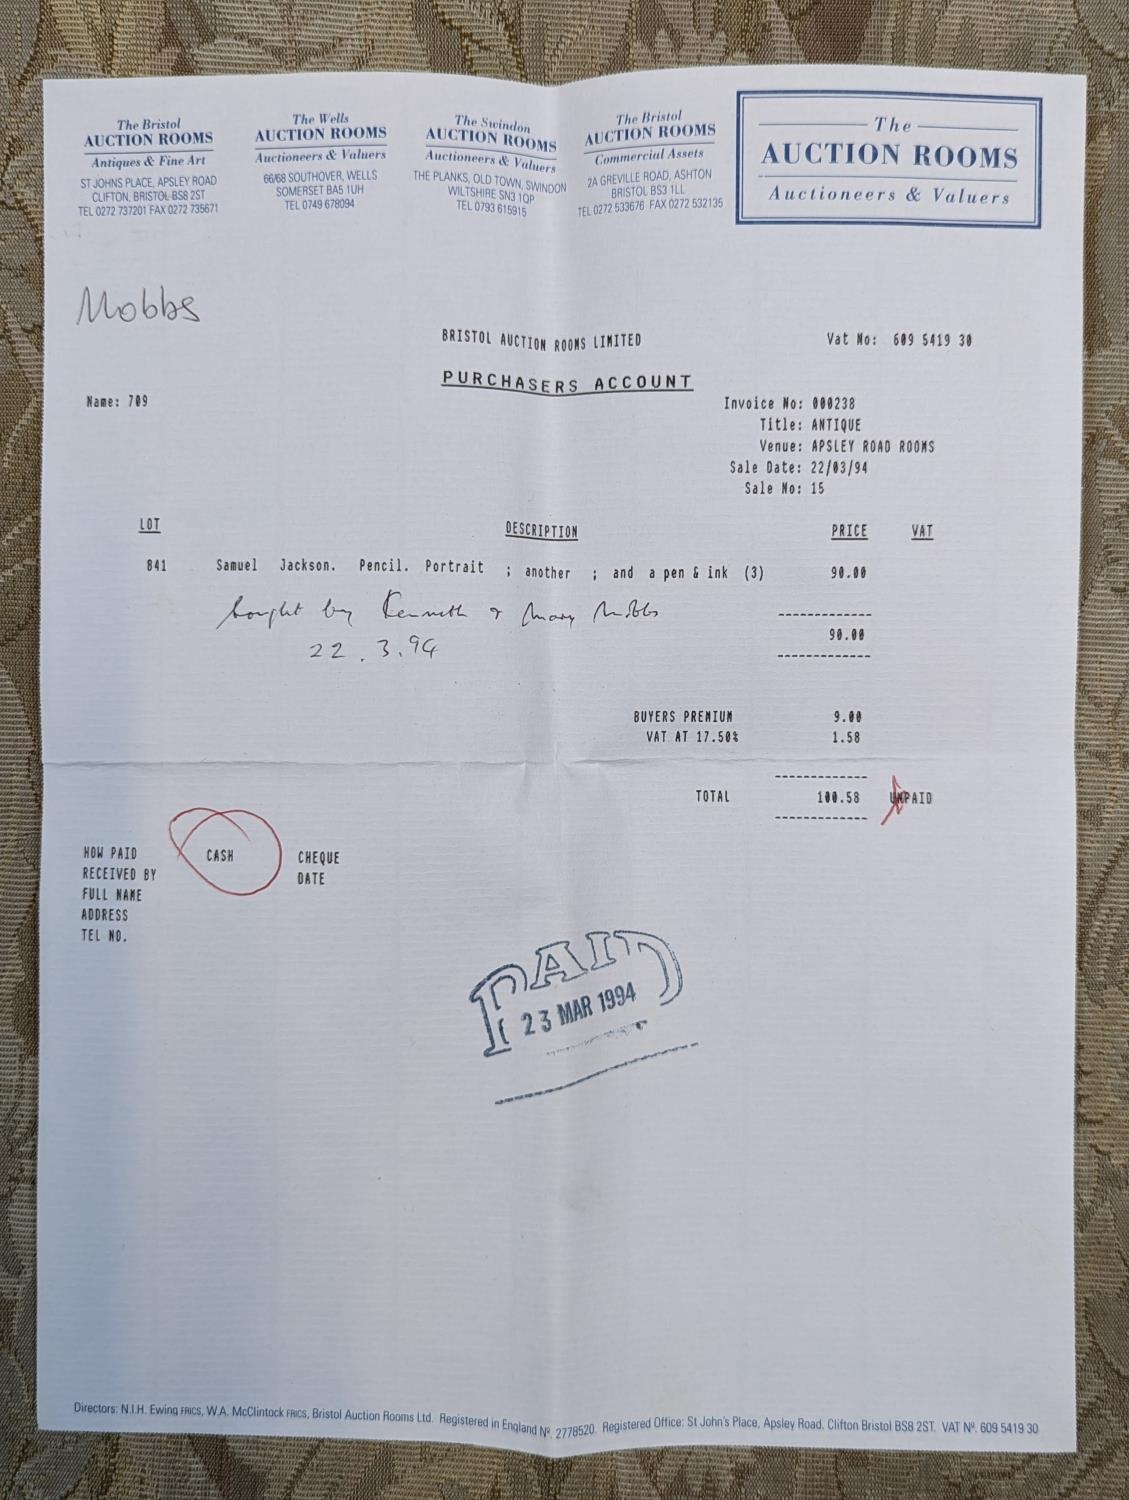 The Bristol
AUCTION ROOMS
Antiques & Fine Art
ST JOHNS PLACE, APSLEY ROAD
CLIFTON, BRISTOL BS8 2ST
TEL 0272 737201 FAX 0272 735671
The Wells
AUCTION ROOMS
Auctioneers & Valuers
66/68 SOUTHOVER, WELLS
SOMERSET BA5 1UH
TEL 0749 678094
The Swindon
AUCTION ROOMS
Auctioneers & Valuers
THE PLANKS, OLD TOWN, SWINDON
WILTSHIRE SN3 1QP
TEL 0793 615915
The Bristol
AUCTION ROOMS
Commercial Assets
2A GREVILLE ROAD, ASHTON
BRISTOL BS3 1LL
TEL 0272 533676 FAX 0272 532135
The
AUCTION ROOMS
Auctioneers & Valuers
Mobbs
BRISTOL AUCTION ROOMS LIMITED
Vat No: 609 5419 30
PURCHASERS ACCOUNT
Name: 709
Invoice No: 000238
Title: ANTIQUE
Venue: APSLEY ROAD ROOMS
Sale Date: 22/03/94
Sale No: 15
LOT DESCRIPTION PRICE VAT
841 Samuel Jackson. Pencil. Portrait ; another ; and a pen & ink (3) 90.00
bought by Kenneth & Mary Mobbs
90.00
22.3.94
BUYERS PREMIUM 9.00
VAT AT 17.50% 1.58
TOTAL 100.58 UNPAID
HOW PAID CASH CHEQUE
RECEIVED BY DATE
FULL NAME
ADDRESS
TEL NO.
PAID
23 MAR 1994
Directors: N.I.H. Ewing FRICS, W.A. McClintock FRICS, Bristol Auction Rooms Ltd. Registered in England Nº. 2778520. Registered Office: St John's Place, Apsley Road, Clifton Bristol BS8 2ST. VAT Nº. 609 5419 30